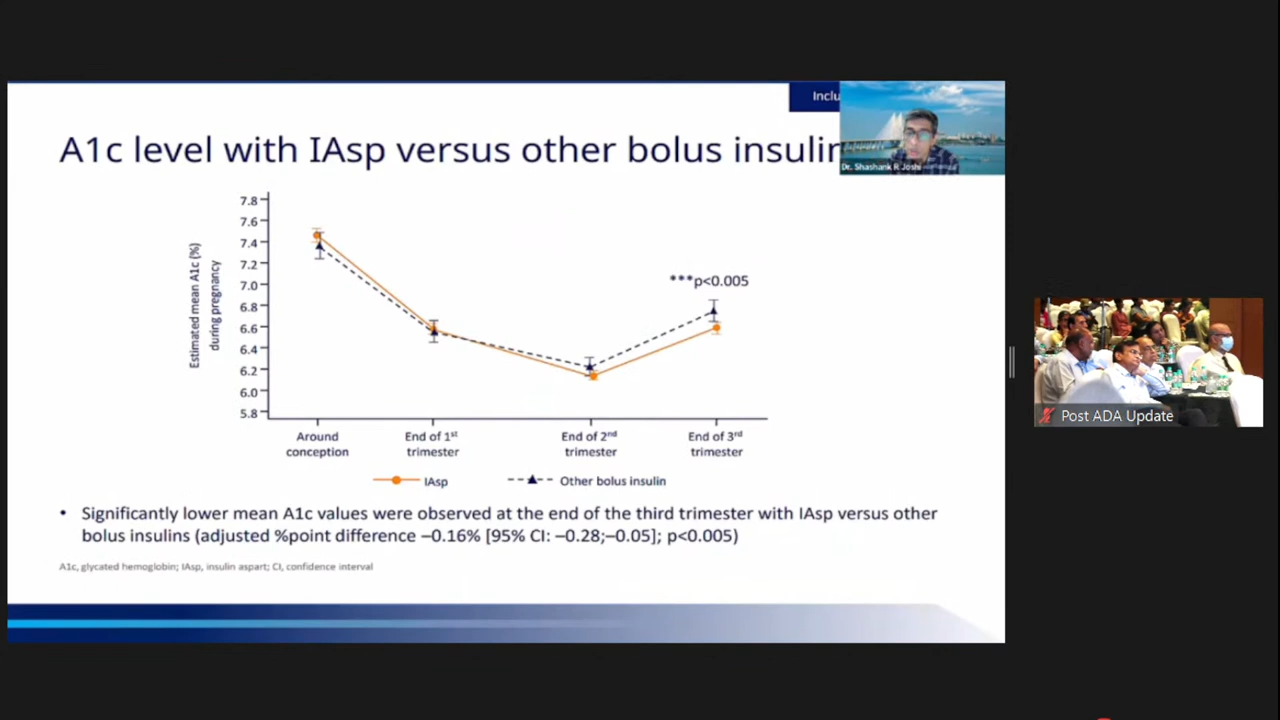 Inclu
A1c level with IAsp versus other bolus insulin
Dr. Shashank R Joshi
7.8
7.6
7.4
7.2
7.0
6.8
6.6
6.4
6.2
6.0
5.8
Estimated mean A1c (%)
during pregnancy
***p<0.005
Around
conception
End of 1st
trimester
End of 2nd
trimester
End of 3rd
trimester
IAsp
Other bolus insulin
• Significantly lower mean A1c values were observed at the end of the third trimester with IAsp versus other
bolus insulins (adjusted %point difference –0.16% [95% CI: –0.28;–0.05]; p<0.005)
A1c, glycated hemoglobin; IAsp, insulin aspart; CI, confidence interval
Post ADA Update